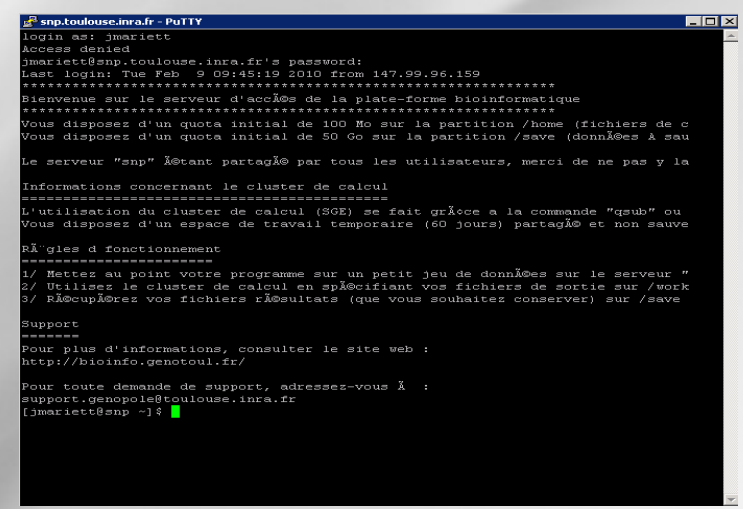 snp.toulouse.inra.fr - PuTTY
login as: jmariett
Access denied
jmariett@snp.toulouse.inra.fr's password:
Last login: Tue Feb  9 09:45:19 2010 from 147.99.96.159
****************************************************************
Bienvenue sur le serveur d'accÃ©s de la plate-forme bioinformatique
****************************************************************
Vous disposez d'un quota initial de 100 Mo sur la partition /home (fichiers de c
Vous disposez d'un quota initial de 50 Go sur la partition /save (donnÃ©es A sau
Le serveur "snp" Ã©tant partagÃ© par tous les utilisateurs, merci de ne pas y la
Informations concernant le cluster de calcul
============================================
L'utilisation du cluster de calcul (SGE) se fait grÃ¢ce a la commande "qsub" ou
Vous disposez d'un espace de travail temporaire (60 jours) partagÃ© et non sauve
RÃ¨gles d fonctionnement
=======================
1/ Mettez au point votre programme sur un petit jeu de donnÃ©es sur le serveur "
2/ Utilisez le cluster de calcul en spÃ©cifiant vos fichiers de sortie sur /work
3/ RÃ©cupÃ©rez vos fichiers rÃ©sultats (que vous souhaitez conserver) sur /save
Support
=======
Pour plus d'informations, consulter le site web :
http://bioinfo.genotoul.fr/
Pour toute demande de support, adressez-vous Ã  :
support.genopole@toulouse.inra.fr
[jmariett@snp ~]$